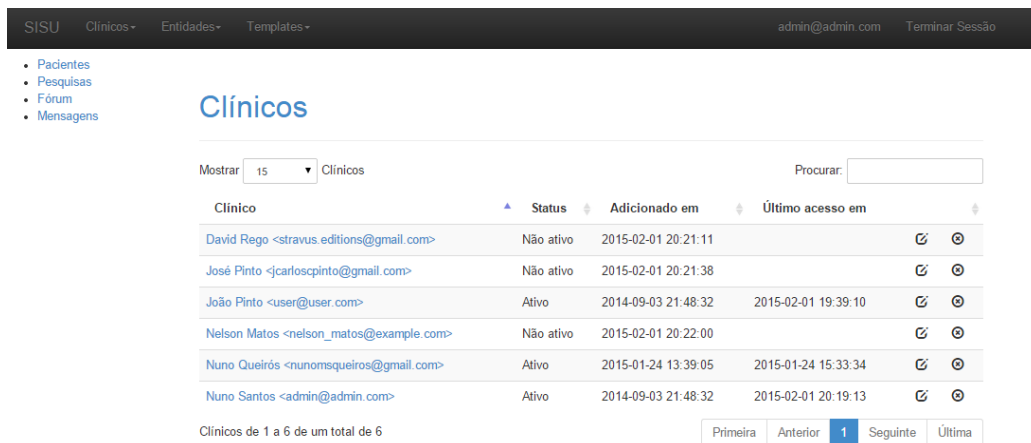 SISU Clínicos Entidades Templates admin@admin.com Terminar Sessão
Pacientes
Pesquisas
Fórum
Mensagens
Clínicos
Mostrar 15 Clínicos Procurar:
Clínico Status Adicionado em Último acesso em
David Rego <stravus.editions@gmail.com> Não ativo 2015-02-01 20:21:11
José Pinto <jcarloscpinto@gmail.com> Não ativo 2015-02-01 20:21:38
João Pinto <user@user.com> Ativo 2014-09-03 21:48:32 2015-02-01 19:39:10
Nelson Matos <nelson_matos@example.com> Não ativo 2015-02-01 20:22:00
Nuno Queirós <nunomsqueiros@gmail.com> Ativo 2015-01-24 13:39:05 2015-01-24 15:33:34
Nuno Santos <admin@admin.com> Ativo 2014-09-03 21:48:32 2015-02-01 20:19:13
Clínicos de 1 a 6 de um total de 6 Primeira Anterior 1 Seguinte Última